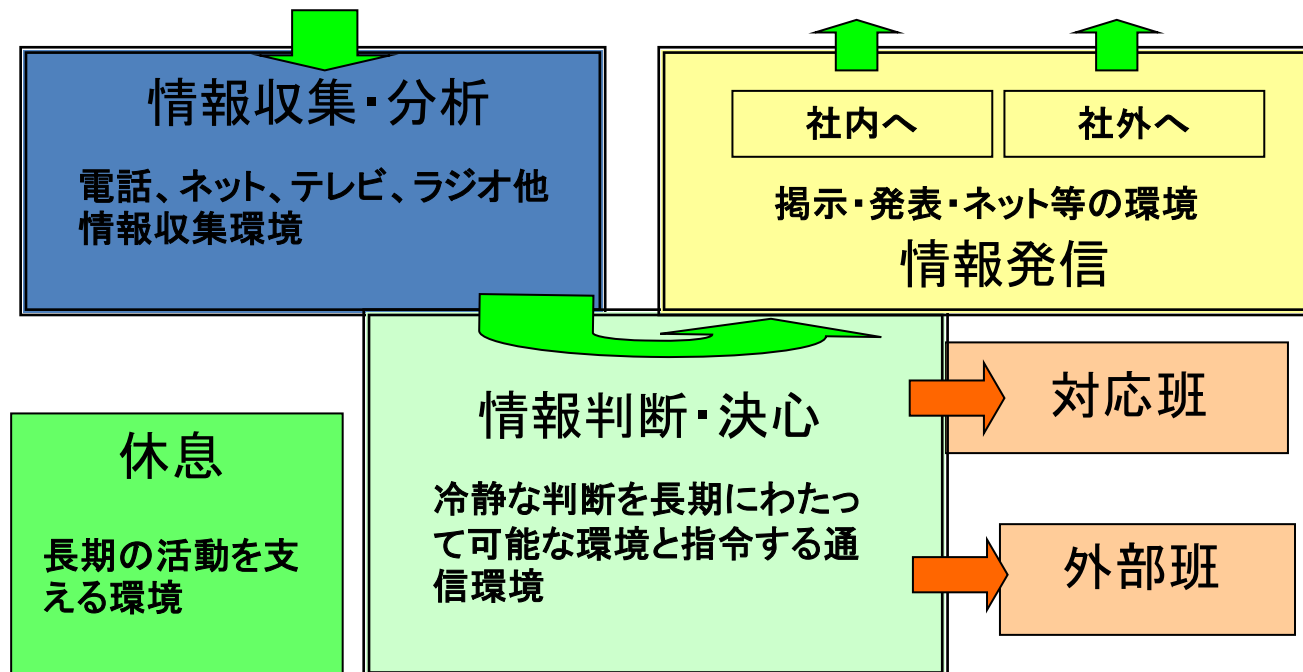 情報収集・分析
電話、ネット、テレビ、ラジオ他
情報収集環境
社内へ
社外へ
掲示・発表・ネット等の環境
情報発信
情報判断・決心
冷静な判断を長期にわたっ
て可能な環境と指令する通
信環境
対応班
外部班
休息
長期の活動を支
える環境